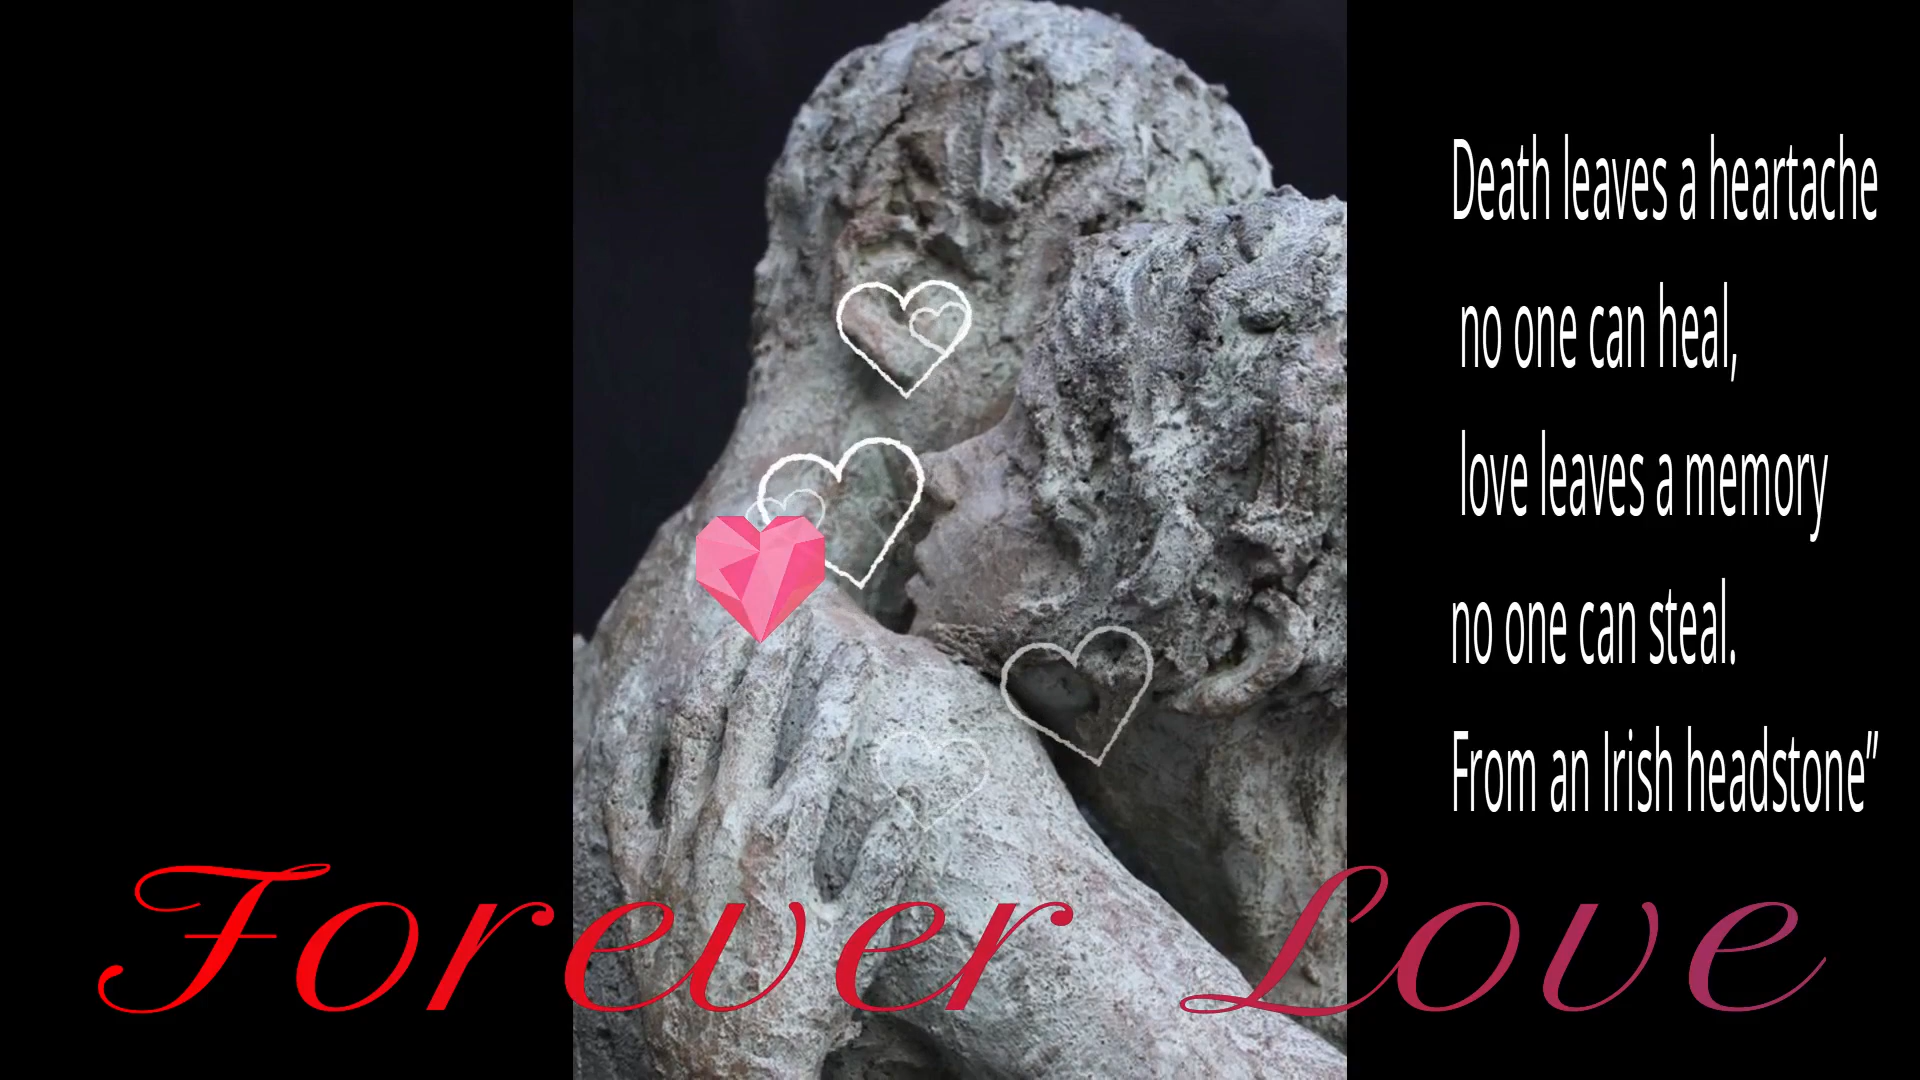 Death leaves a heartache
no one can heal,
love leaves a memory
no one can steal.
From an Irish headstone”
Forever Love